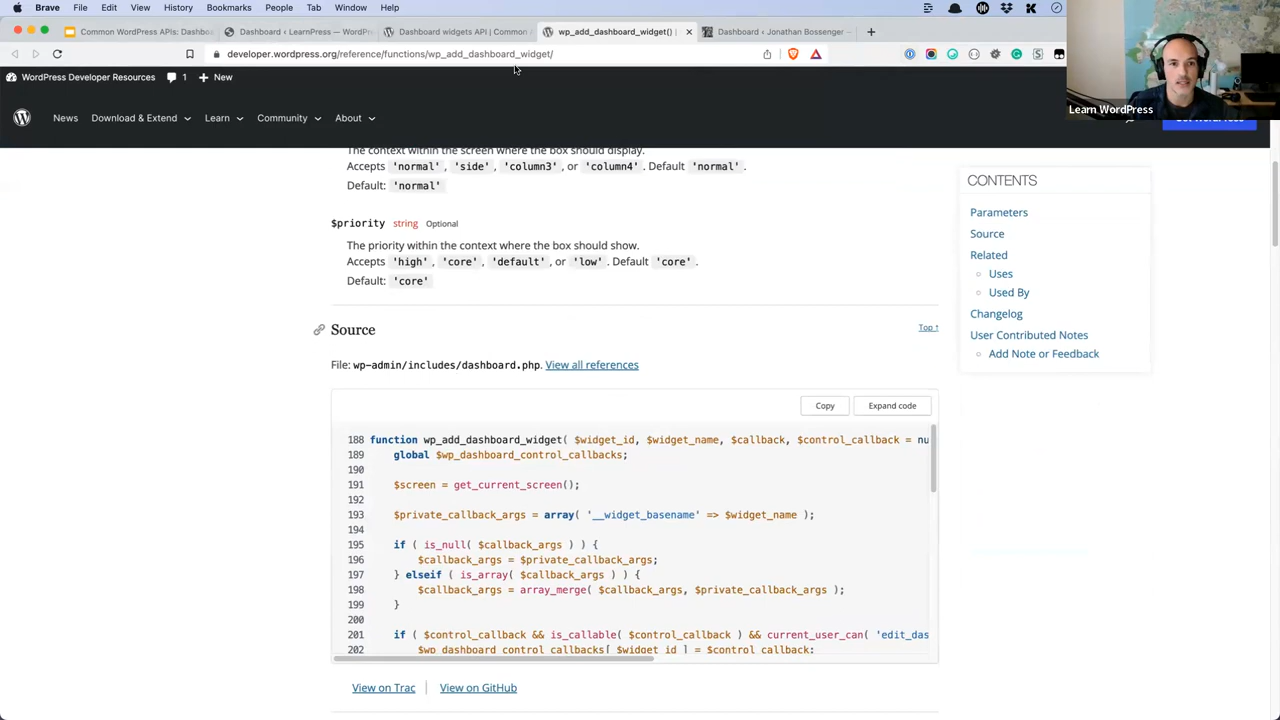 Brave File Edit View History Bookmarks People Tab Window Help
Common WordPress APIs: Dashbo
Dashboard ‹ LearnPress — WordPr
Dashboard widgets API | Common
wp_add_dashboard_widget() |
Dashboard ‹ Jonathan Bossenger
developer.wordpress.org/reference/functions/wp_add_dashboard_widget/
WordPress Developer Resources 1 New
Learn WordPress
News Download & Extend Learn Community About
The context within the screen where the box should display.
Accepts 'normal', 'side', 'column3', or 'column4'. Default 'normal'.
Default: 'normal'
$priority string Optional
The priority within the context where the box should show.
Accepts 'high', 'core', 'default', or 'low'. Default 'core'.
Default: 'core'
Source
Top ↑
File: wp-admin/includes/dashboard.php. View all references
Copy Expand code
188 function wp_add_dashboard_widget( $widget_id, $widget_name, $callback, $control_callback = nu
189 global $wp_dashboard_control_callbacks;
190
191 $screen = get_current_screen();
192
193 $private_callback_args = array( '__widget_basename' => $widget_name );
194
195 if ( is_null( $callback_args ) ) {
196 $callback_args = $private_callback_args;
197 } elseif ( is_array( $callback_args ) ) {
198 $callback_args = array_merge( $callback_args, $private_callback_args );
199 }
200
201 if ( $control_callback && is_callable( $control_callback ) && current_user_can( 'edit_das
202 $wp_dashboard_control_callbacks[ $widget_id ] = $control_callback;
View on Trac View on GitHub
CONTENTS
Parameters
Source
Related
Uses
Used By
Changelog
User Contributed Notes
Add Note or Feedback